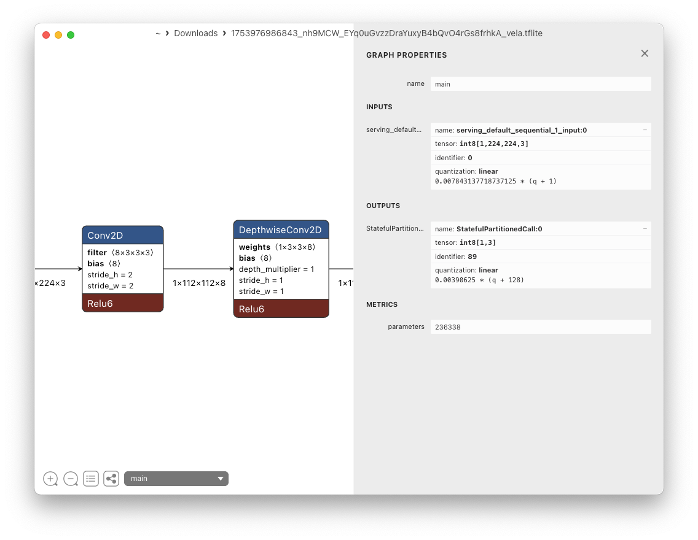 ~ › Downloads › 1753976986843_nh9MCW_EYq0uGvzzDraYuxyB4bQvO4rGs8frhkA_vela.tflite
GRAPH PROPERTIES
name
main
INPUTS
serving_default...
name: serving_default_sequential_1_input:0
tensor: int8[1,224,224,3]
identifier: 0
quantization: linear
0.007843137718737125 * (q + 1)
OUTPUTS
StatefulPartition...
name: StatefulPartitionedCall:0
tensor: int8[1,3]
identifier: 89
quantization: linear
0.00390625 * (q + 128)
METRICS
parameters
236338
×224×3
Conv2D
filter ⟨8×3×3×3⟩
bias ⟨8⟩
stride_h = 2
stride_w = 2
Relu6
1×112×112×8
DepthwiseConv2D
weights ⟨1×3×3×8⟩
bias ⟨8⟩
depth_multiplier = 1
stride_h = 1
stride_w = 1
Relu6
main